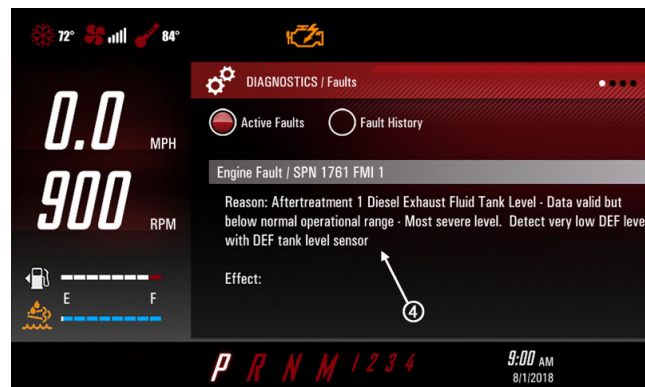 72° 84°
DIAGNOSTICS / Faults
Active Faults Fault History
0.0 MPH
Engine Fault / SPN 1761 FMI 1
900 RPM
Reason: Aftertreatment 1 Diesel Exhaust Fluid Tank Level - Data valid but
below normal operational range - Most severe level. Detect very low DEF leve
with DEF tank level sensor
Effect:
E F
4
P R N M 1 2 3 4
9:00 AM
8/1/2018